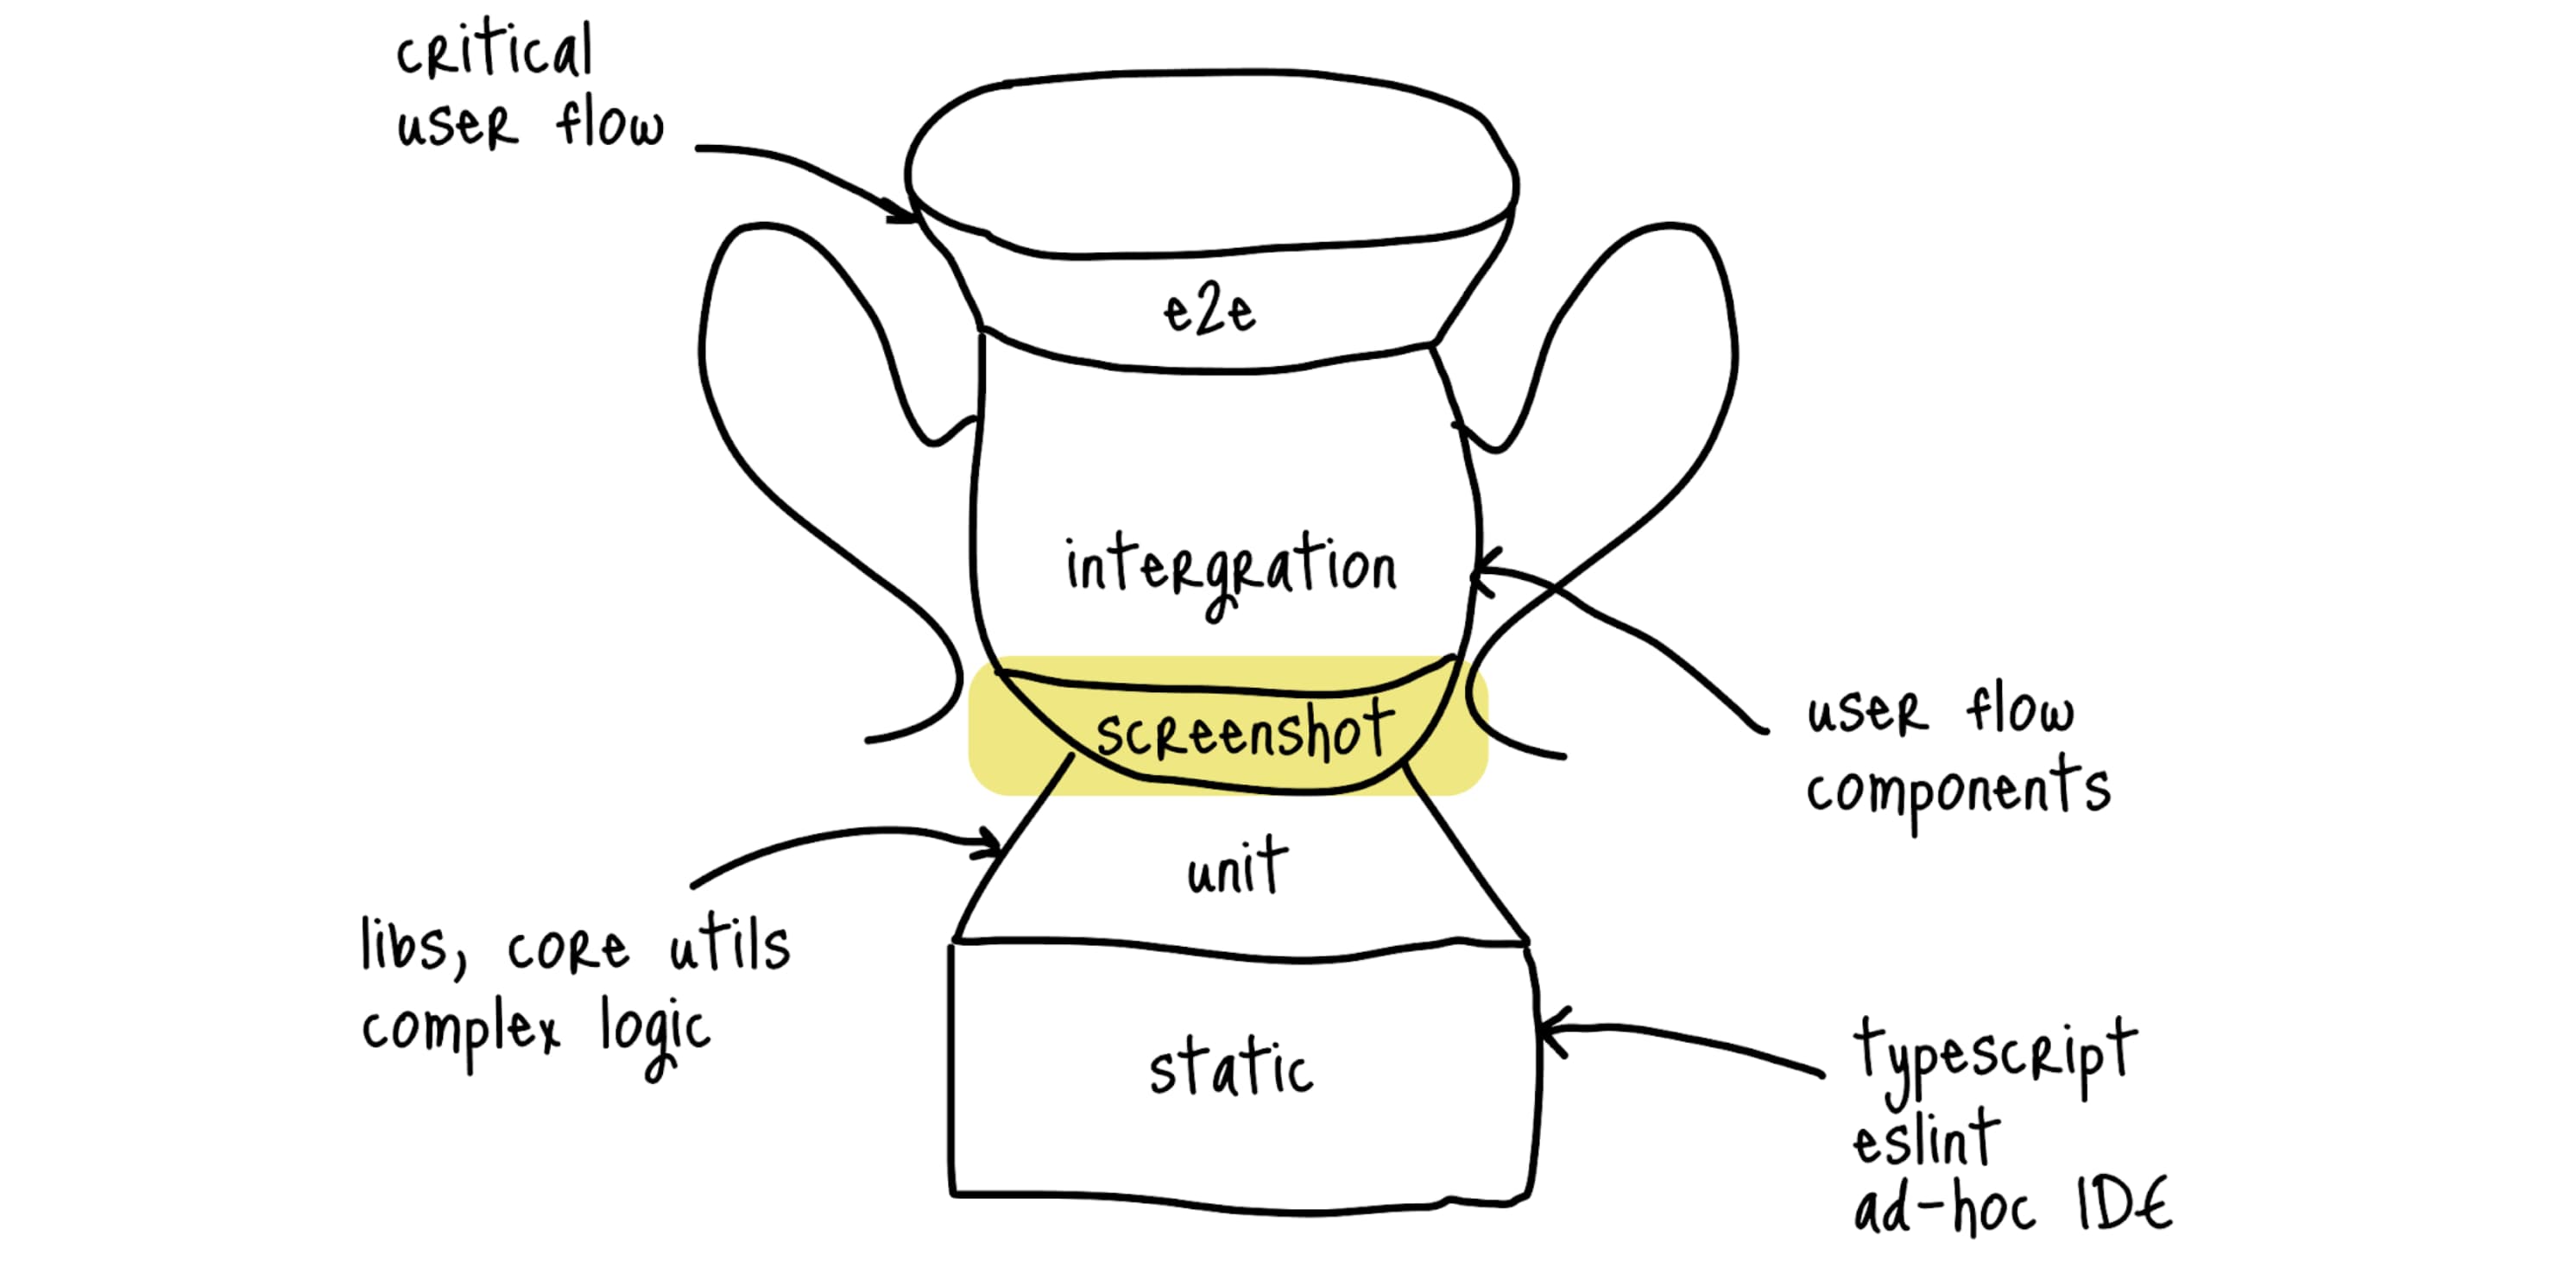 critical
user flow
e2e
intergration
screenshot
user flow
components
unit
libs, core utils
complex logic
static
typescript
eslint
ad-hoc IDE